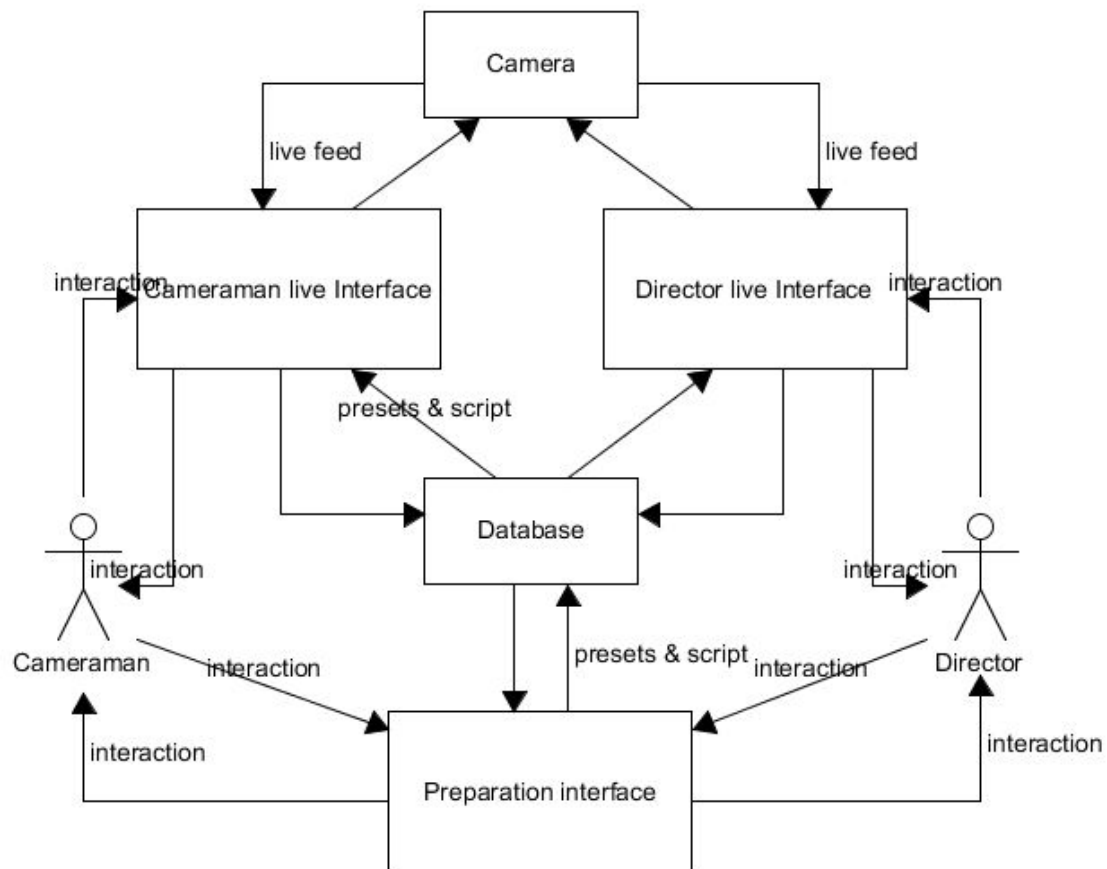 Camera
live feed
live feed
interaction
Cameraman live Interface
Director live Interface
interaction
presets & script
Database
interaction
interaction
Cameraman
interaction
presets & script
interaction
Director
interaction
interaction
Preparation interface